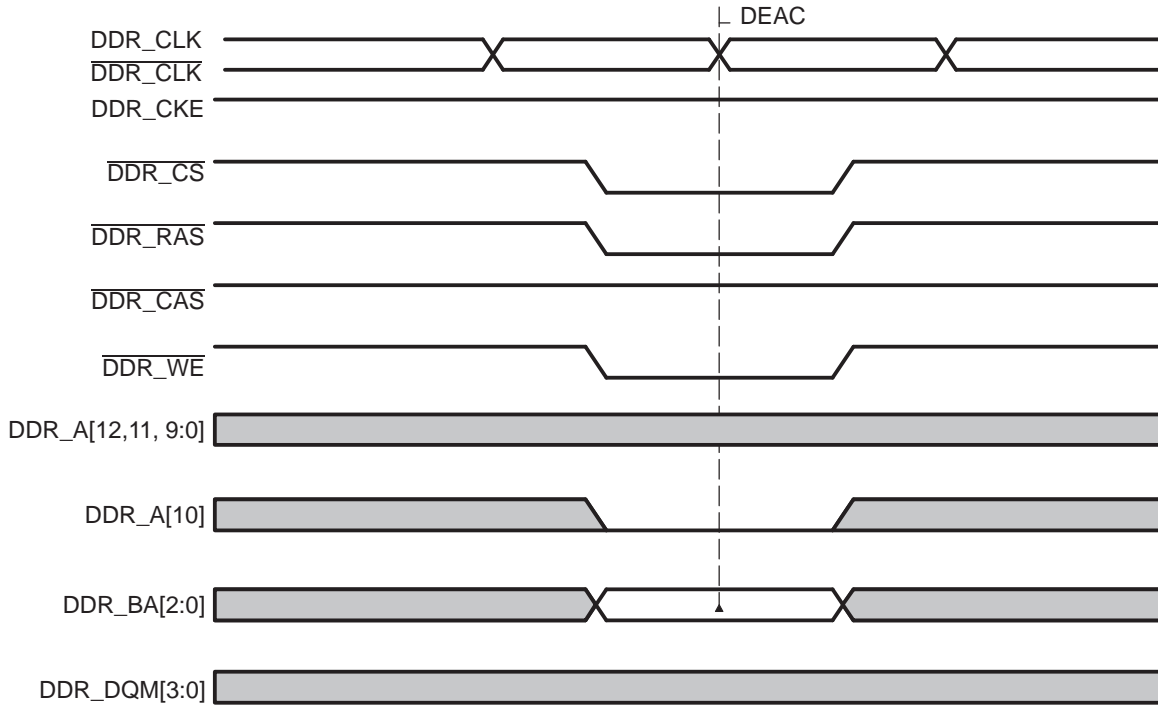 DEAC
DDR_CLK
DDR_CLK
DDR_CKE
DDR_CS
DDR_RAS
DDR_CAS
DDR_WE
DDR_A[12,11, 9:0]
DDR_A[10]
DDR_BA[2:0]
DDR_DQM[3:0]